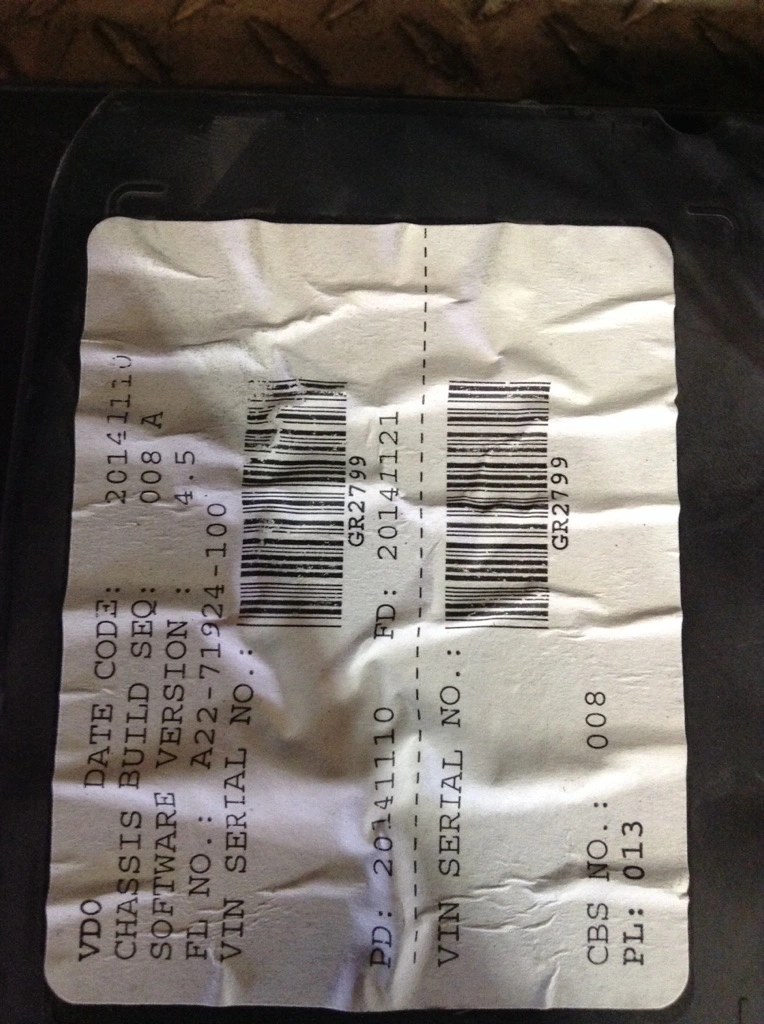 VDO DATE CODE: 20141110
CHASSIS BUILD SEQ: 008 A
SOFTWARE VERSION : 4.5
FL NO.: A22-71924-100
VIN SERIAL NO.:
GR2799
PD: 20141110 FD: 20141121
VIN SERIAL NO.:
GR2799
CBS NO.: 008
PL: 013